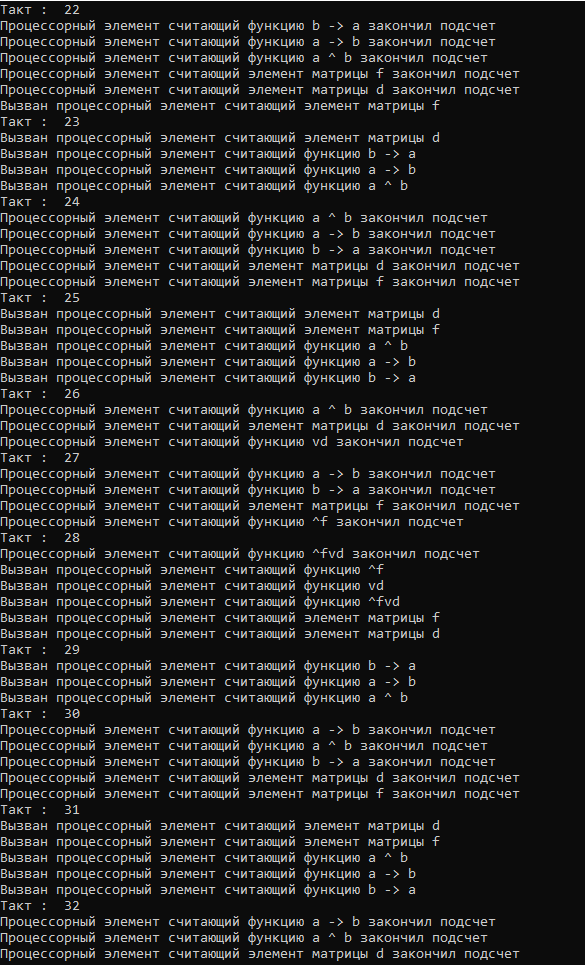 Такт :  22
Процессорный элемент считающий функцию b -> a закончил подсчет
Процессорный элемент считающий функцию a -> b закончил подсчет
Процессорный элемент считающий функцию a ^ b закончил подсчет
Процессорный элемент считающий элемент матрицы f закончил подсчет
Процессорный элемент считающий элемент матрицы d закончил подсчет
Вызван процессорный элемент считающий элемент матрицы f
Такт :  23
Вызван процессорный элемент считающий элемент матрицы d
Вызван процессорный элемент считающий функцию b -> a
Вызван процессорный элемент считающий функцию a -> b
Вызван процессорный элемент считающий функцию a ^ b
Такт :  24
Процессорный элемент считающий функцию a ^ b закончил подсчет
Процессорный элемент считающий функцию a -> b закончил подсчет
Процессорный элемент считающий функцию b -> a закончил подсчет
Процессорный элемент считающий элемент матрицы d закончил подсчет
Процессорный элемент считающий элемент матрицы f закончил подсчет
Такт :  25
Вызван процессорный элемент считающий элемент матрицы d
Вызван процессорный элемент считающий элемент матрицы f
Вызван процессорный элемент считающий функцию a ^ b
Вызван процессорный элемент считающий функцию a -> b
Вызван процессорный элемент считающий функцию b -> a
Такт :  26
Процессорный элемент считающий функцию a ^ b закончил подсчет
Процессорный элемент считающий элемент матрицы d закончил подсчет
Процессорный элемент считающий функцию vd закончил подсчет
Такт :  27
Процессорный элемент считающий функцию a -> b закончил подсчет
Процессорный элемент считающий функцию b -> a закончил подсчет
Процессорный элемент считающий элемент матрицы f закончил подсчет
Процессорный элемент считающий функцию ^f закончил подсчет
Такт :  28
Процессорный элемент считающий функцию ^fvd закончил подсчет
Вызван процессорный элемент считающий функцию ^f
Вызван процессорный элемент считающий функцию vd
Вызван процессорный элемент считающий функцию ^fvd
Вызван процессорный элемент считающий элемент матрицы f
Вызван процессорный элемент считающий элемент матрицы d
Такт :  29
Вызван процессорный элемент считающий функцию b -> a
Вызван процессорный элемент считающий функцию a -> b
Вызван процессорный элемент считающий функцию a ^ b
Такт :  30
Процессорный элемент считающий функцию a -> b закончил подсчет
Процессорный элемент считающий функцию a ^ b закончил подсчет
Процессорный элемент считающий функцию b -> a закончил подсчет
Процессорный элемент считающий элемент матрицы d закончил подсчет
Процессорный элемент считающий элемент матрицы f закончил подсчет
Такт :  31
Вызван процессорный элемент считающий элемент матрицы d
Вызван процессорный элемент считающий элемент матрицы f
Вызван процессорный элемент считающий функцию a ^ b
Вызван процессорный элемент считающий функцию a -> b
Вызван процессорный элемент считающий функцию b -> a
Такт :  32
Процессорный элемент считающий функцию a -> b закончил подсчет
Процессорный элемент считающий функцию a ^ b закончил подсчет
Процессорный элемент считающий элемент матрицы d закончил подсчет